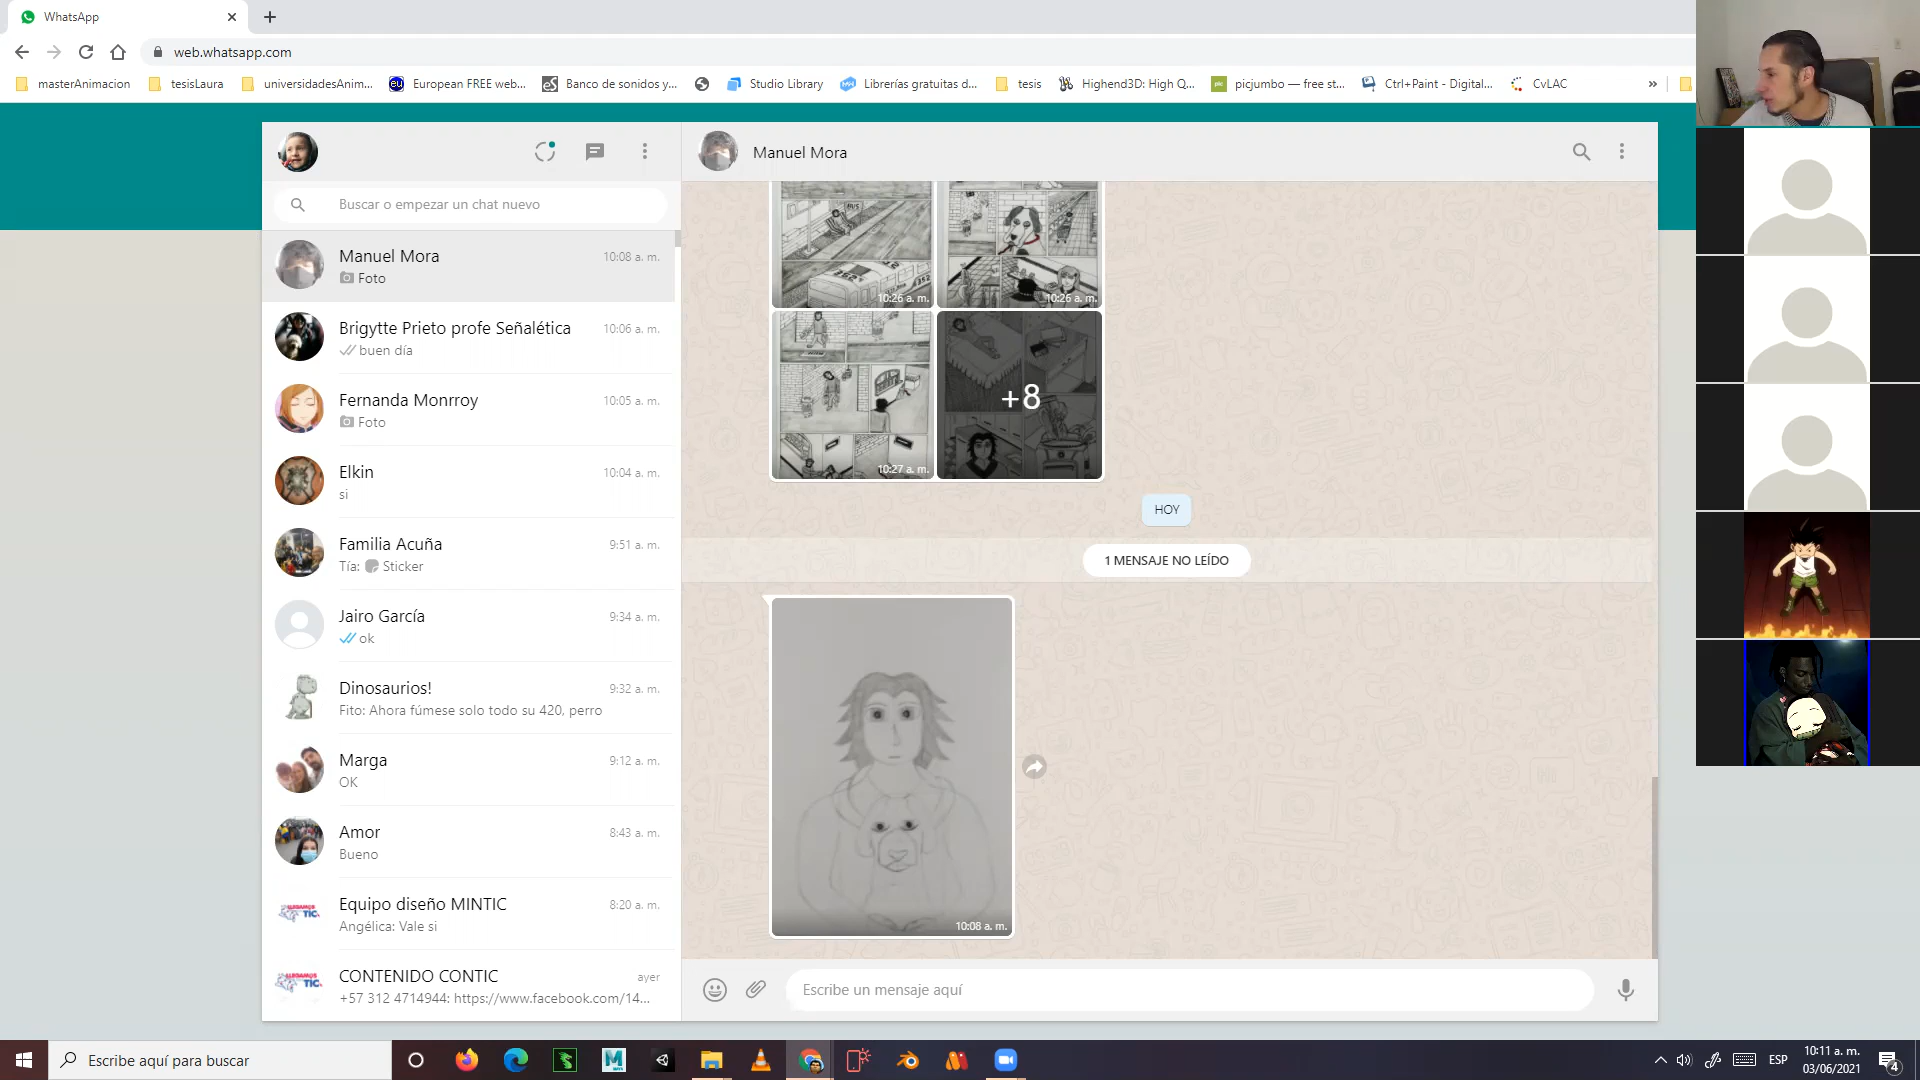 WhatsApp
web.whatsapp.com
masterAnimacion
tesisLaura
universidadesAnim...
European FREE web...
Banco de sonidos y...
Studio Library
Librerías gratuitas d...
tesis
Highend3D: High Q...
picjumbo — free st...
Ctrl+Paint - Digital...
CvLAC
Buscar o empezar un chat nuevo
Manuel Mora
10:08 a. m.
Foto
Brigytte Prieto profe Señalética
10:06 a. m.
buen día
Fernanda Monrroy
10:05 a. m.
Foto
Elkin
10:04 a. m.
si
Familia Acuña
9:51 a. m.
Tía: Sticker
Jairo García
9:34 a. m.
ok
Dinosaurios!
9:32 a. m.
Fito: Ahora fúmese solo todo su 420, perro
Marga
9:12 a. m.
OK
Amor
8:43 a. m.
Bueno
Equipo diseño MINTIC
8:20 a. m.
Angélica: Vale si
CONTENIDO CONTIC
ayer
+57 312 4714944: https://www.facebook.com/14...
Manuel Mora
BUS
10:26 a. m.
10:26 a. m.
10:27 a. m.
+8
HOY
1 MENSAJE NO LEÍDO
10:08 a. m.
Escribe un mensaje aquí
Escribe aquí para buscar
ESP
10:11 a. m.
03/06/2021
4